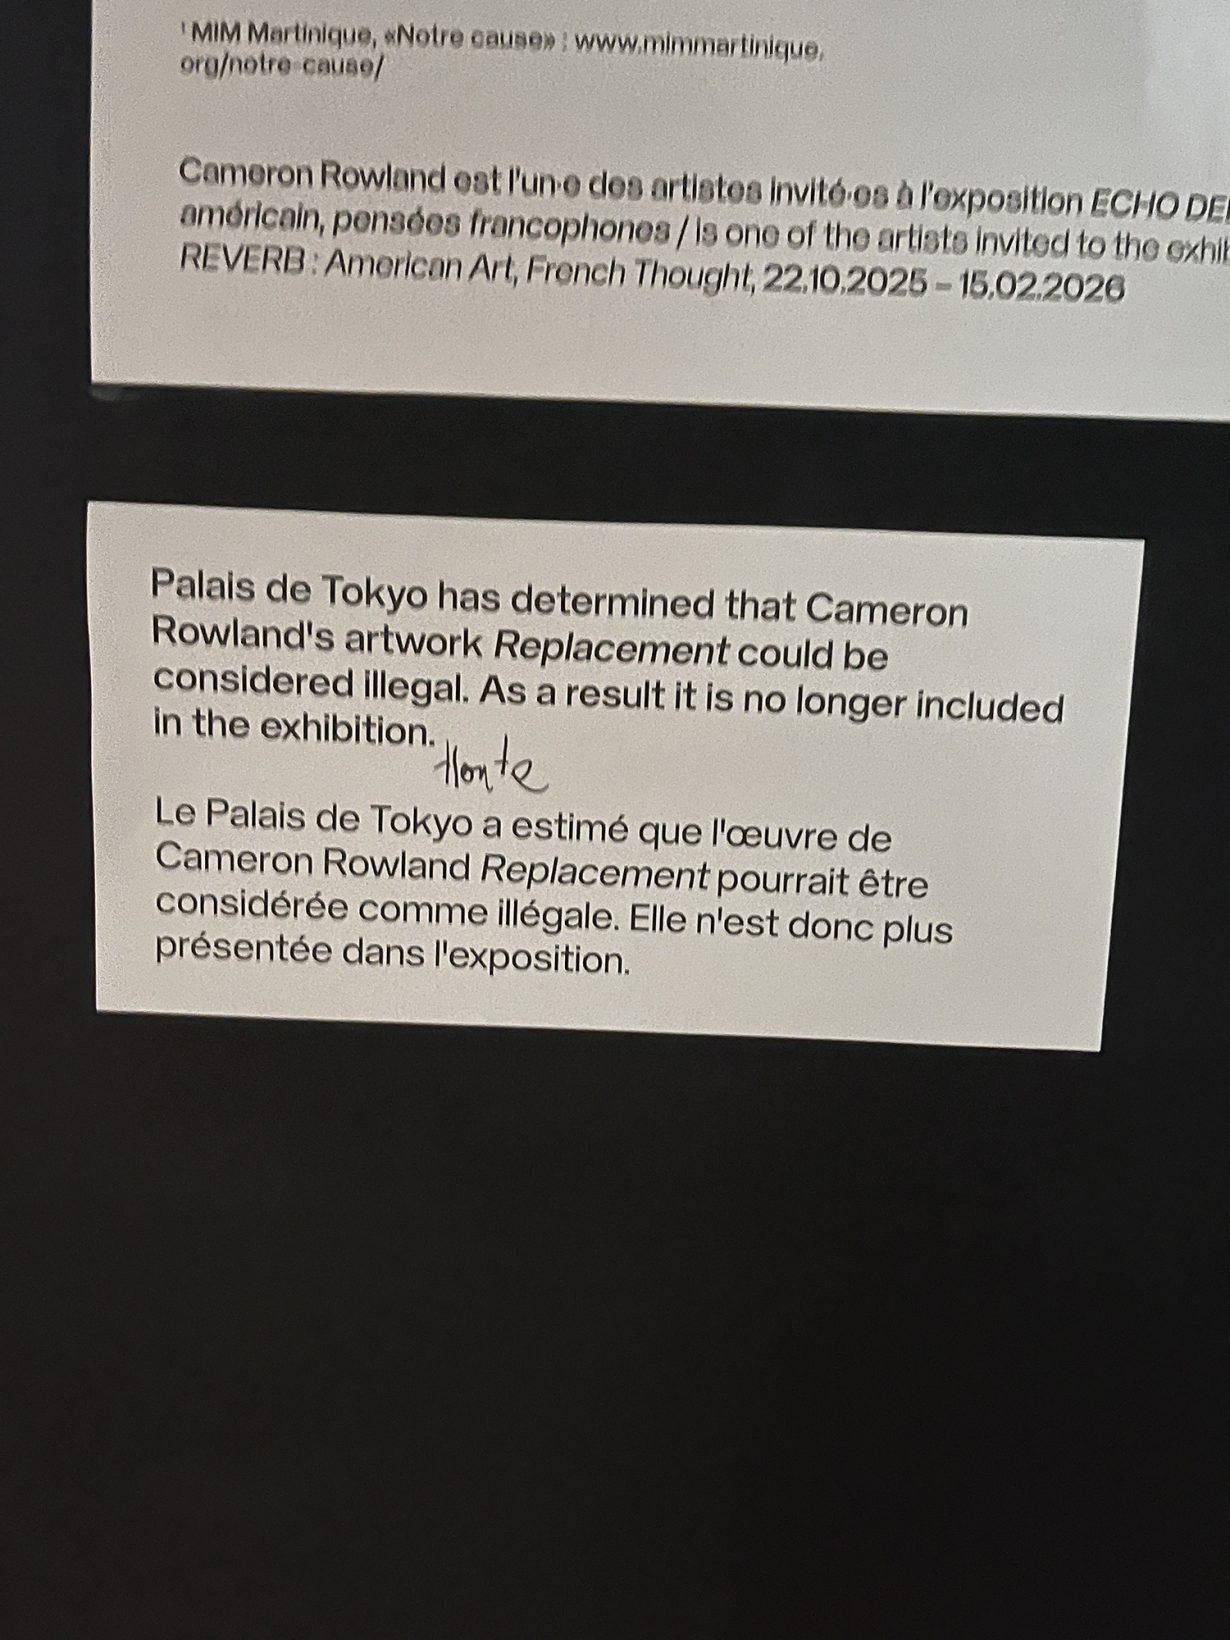 ¹ MIM Martinique, «Notre cause» : www.mimmartinique.
org/notre-cause/
Cameron Rowland est l'un·e des artistes invité·es à l'exposition ECHO DE
américain, pensées francophones / is one of the artists invited to the exhib
REVERB : American Art, French Thought, 22.10.2025 – 15.02.2026
Palais de Tokyo has determined that Cameron
Rowland's artwork Replacement could be
considered illegal. As a result it is no longer included
in the exhibition.
Honte
Le Palais de Tokyo a estimé que l'œuvre de
Cameron Rowland Replacement pourrait être
considérée comme illégale. Elle n'est donc plus
présentée dans l'exposition.